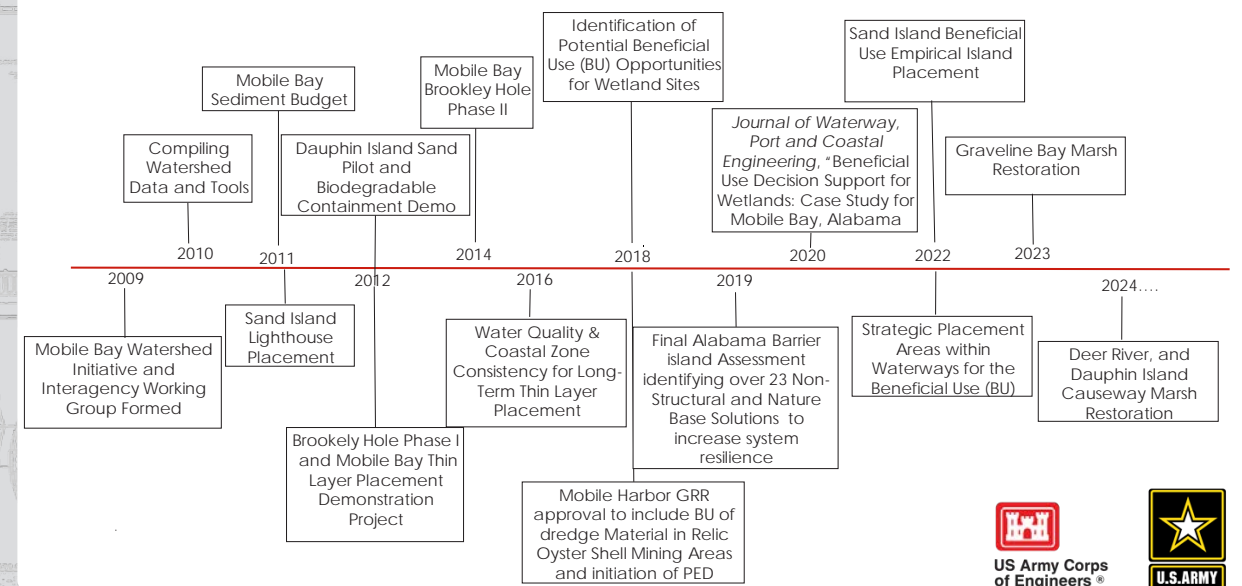 Identification of
Potential Beneficial
Use (BU) Opportunities
for Wetland Sites
Sand Island Beneficial
Use Empirical Island
Placement
Mobile Bay
Brookley Hole
Phase II
Mobile Bay
Sediment Budget
Journal of Waterway,
Port and Coastal
Engineering, "Beneficial
Use Decision Support for
Wetlands: Case Study for
Mobile Bay, Alabama
Compiling
Watershed
Data and Tools
Dauphin Island Sand
Pilot and
Biodegradable
Containment Demo
Graveline Bay Marsh
Restoration
2010
2011
2014
2018
2020
2022
2023
2009
2012
2016
2019
2024....
Mobile Bay Watershed
Initiative and
Interagency Working
Group Formed
Sand Island
Lighthouse
Placement
Brookely Hole Phase I
and Mobile Bay Thin
Layer Placement
Demonstration
Project
Water Quality &
Coastal Zone
Consistency for Long-
Term Thin Layer
Placement
Mobile Harbor GRR
approval to include BU of
dredge Material in Relic
Oyster Shell Mining Areas
and initiation of PED
Final Alabama Barrier
island Assessment
identifying over 23 Non-
Structural and Nature
Base Solutions to
increase system
resilience
Strategic Placement
Areas within
Waterways for the
Beneficial Use (BU)
Deer River, and
Dauphin Island
Causeway Marsh
Restoration
US Army Corps
of Engineers ®
U.S.ARMY